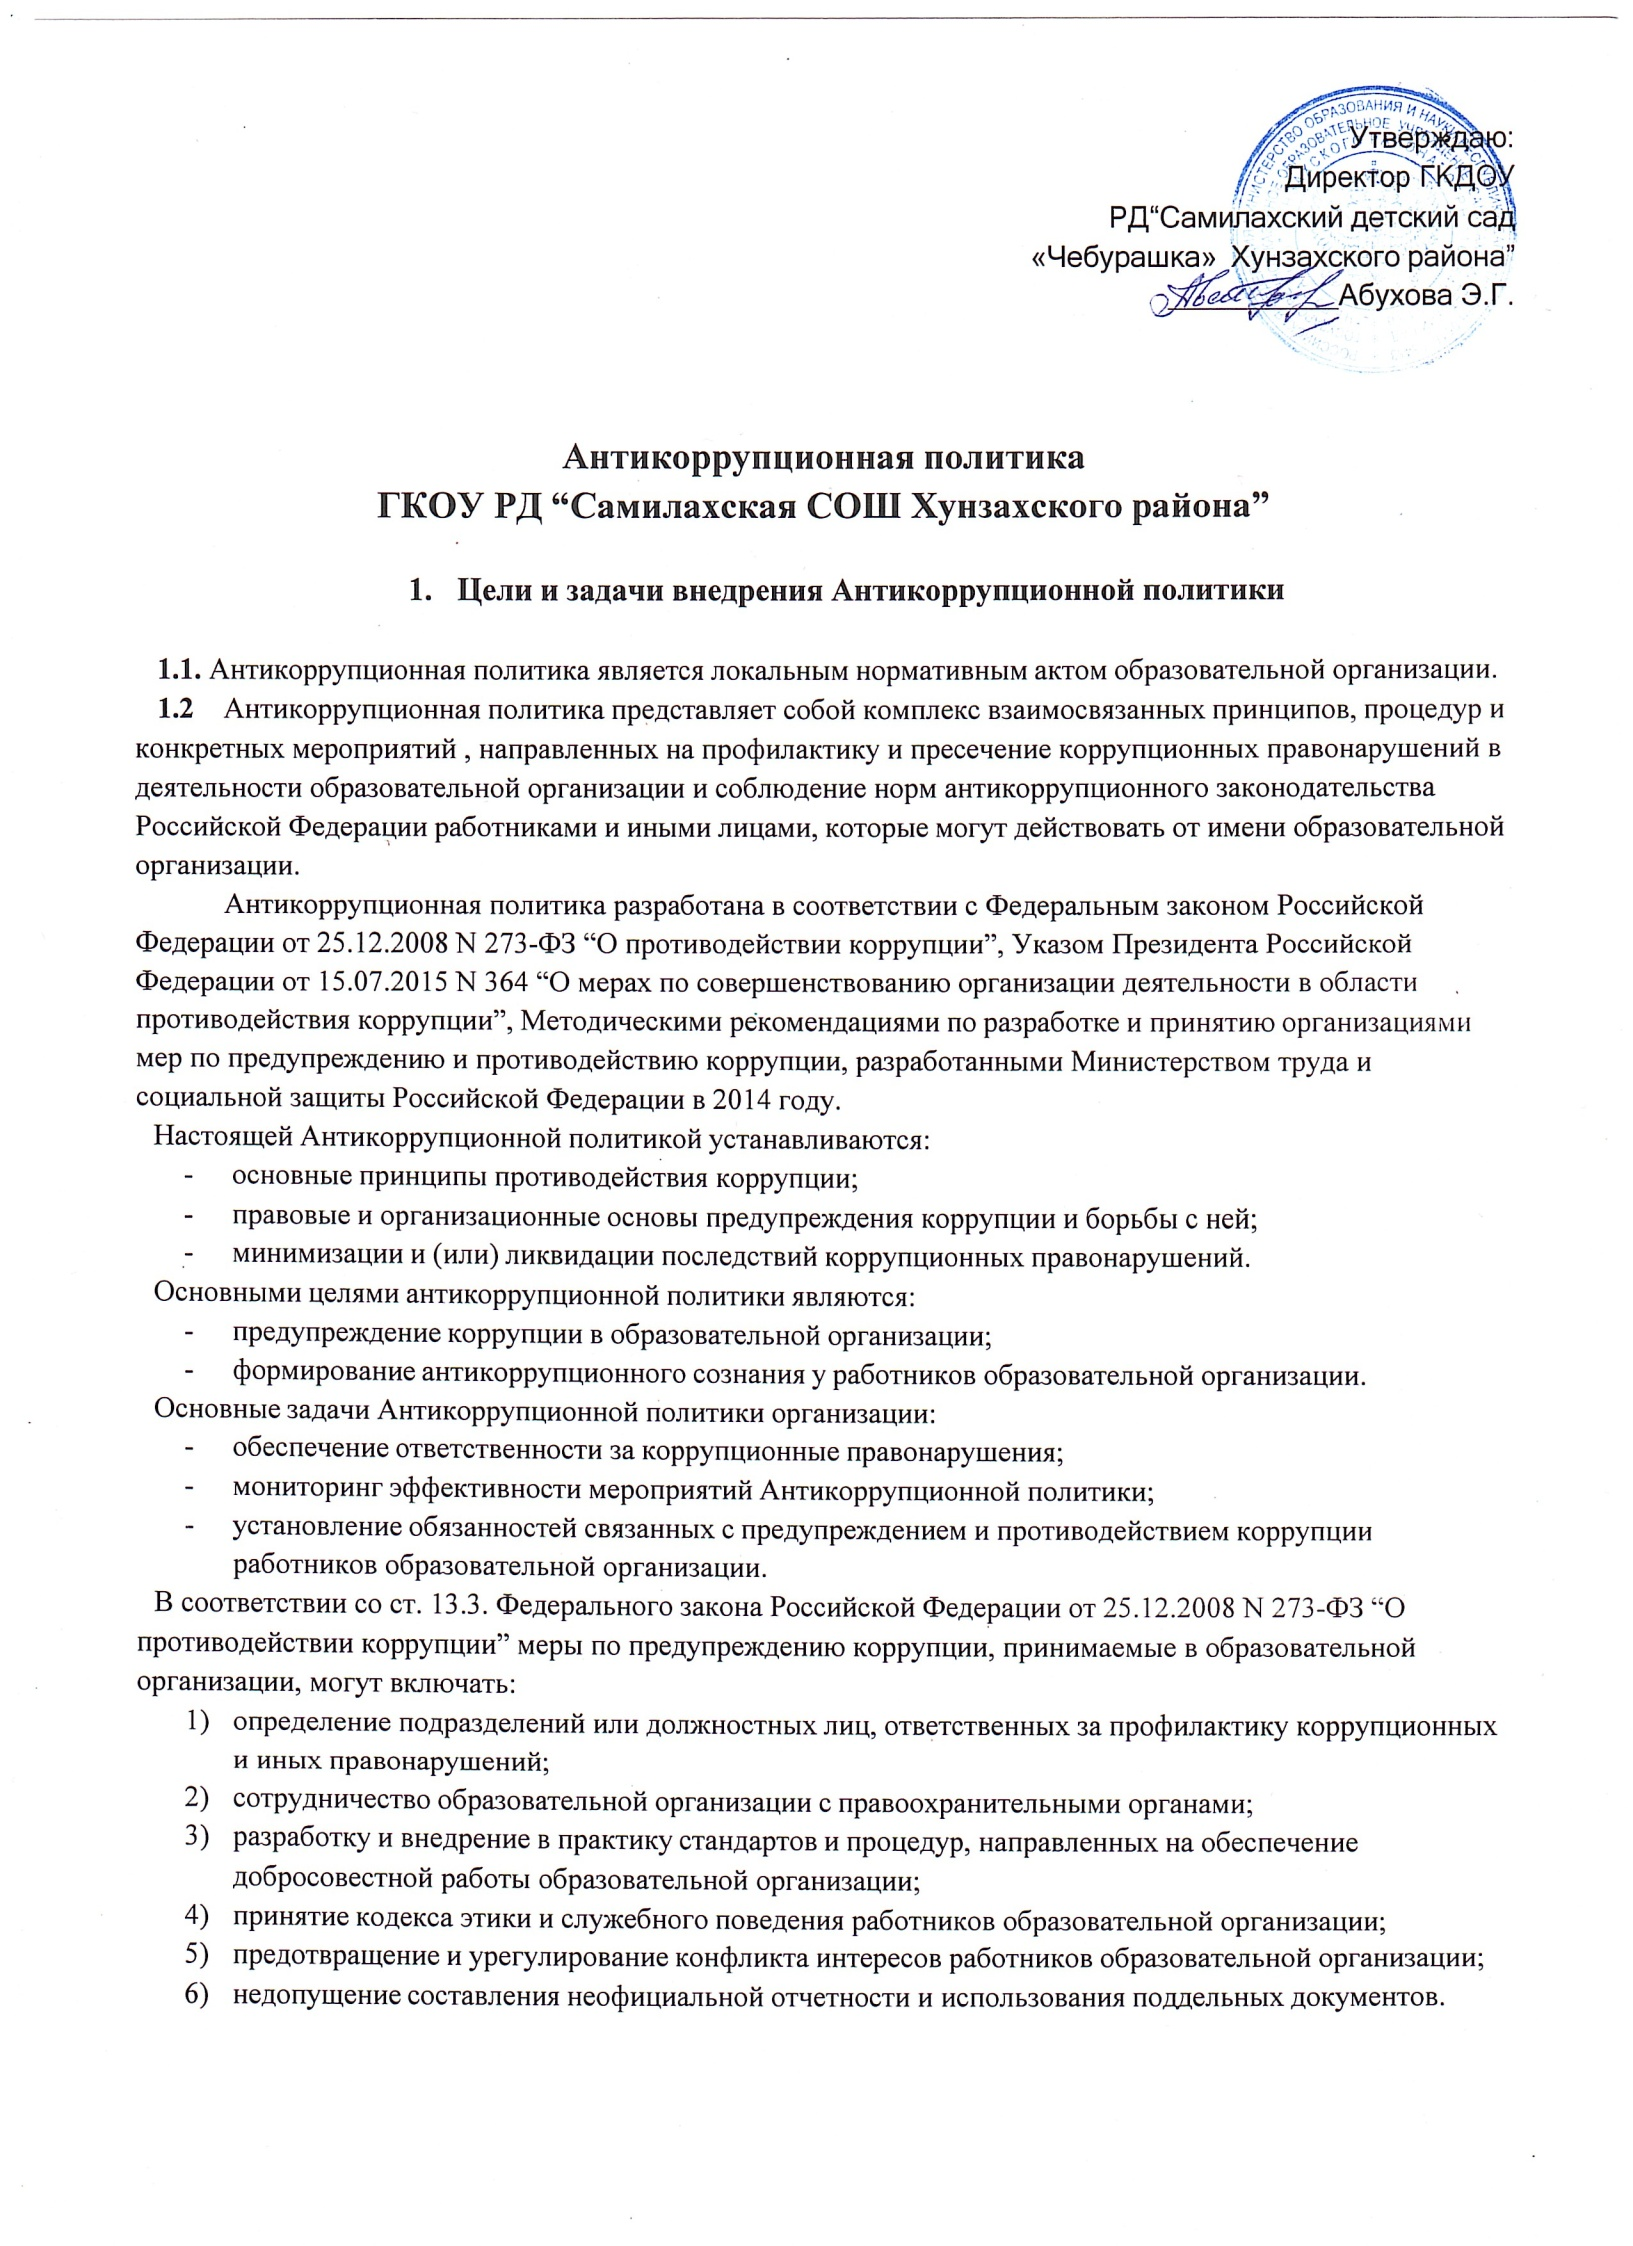 МИНИСТЕРСТВО ОБРАЗОВАНИЯ И НАУКИ РЕСПУБЛИКИ
ОБРАЗОВАТЕЛЬНОЕ УЧРЕЖДЕНИЕ
Утверждаю:
Директор ГКДОУ
РД“Самилахский детский сад
«Чебурашка» Хунзахского района”
__________Абухова Э.Г.
Антикоррупционная политика
ГКОУ РД “Самилахская СОШ Хунзахского района”
1. Цели и задачи внедрения Антикоррупционной политики
1.1. Антикоррупционная политика является локальным нормативным актом образовательной организации.
1.2 Антикоррупционная политика представляет собой комплекс взаимосвязанных принципов, процедур и
конкретных мероприятий , направленных на профилактику и пресечение коррупционных правонарушений в
деятельности образовательной организации и соблюдение норм антикоррупционного законодательства
Российской Федерации работниками и иными лицами, которые могут действовать от имени образовательной
организации.
Антикоррупционная политика разработана в соответствии с Федеральным законом Российской
Федерации от 25.12.2008 N 273-ФЗ “О противодействии коррупции”, Указом Президента Российской
Федерации от 15.07.2015 N 364 “О мерах по совершенствованию организации деятельности в области
противодействия коррупции”, Методическими рекомендациями по разработке и принятию организациями
мер по предупреждению и противодействию коррупции, разработанными Министерством труда и
социальной защиты Российской Федерации в 2014 году.
Настоящей Антикоррупционной политикой устанавливаются:
- основные принципы противодействия коррупции;
- правовые и организационные основы предупреждения коррупции и борьбы с ней;
- минимизации и (или) ликвидации последствий коррупционных правонарушений.
Основными целями антикоррупционной политики являются:
- предупреждение коррупции в образовательной организации;
- формирование антикоррупционного сознания у работников образовательной организации.
Основные задачи Антикоррупционной политики организации:
- обеспечение ответственности за коррупционные правонарушения;
- мониторинг эффективности мероприятий Антикоррупционной политики;
- установление обязанностей связанных с предупреждением и противодействием коррупции
работников образовательной организации.
В соответствии со ст. 13.3. Федерального закона Российской Федерации от 25.12.2008 N 273-ФЗ “О
противодействии коррупции” меры по предупреждению коррупции, принимаемые в образовательной
организации, могут включать:
1) определение подразделений или должностных лиц, ответственных за профилактику коррупционных
и иных правонарушений;
2) сотрудничество образовательной организации с правоохранительными органами;
3) разработку и внедрение в практику стандартов и процедур, направленных на обеспечение
добросовестной работы образовательной организации;
4) принятие кодекса этики и служебного поведения работников образовательной организации;
5) предотвращение и урегулирование конфликта интересов работников образовательной организации;
6) недопущение составления неофициальной отчетности и использования поддельных документов.